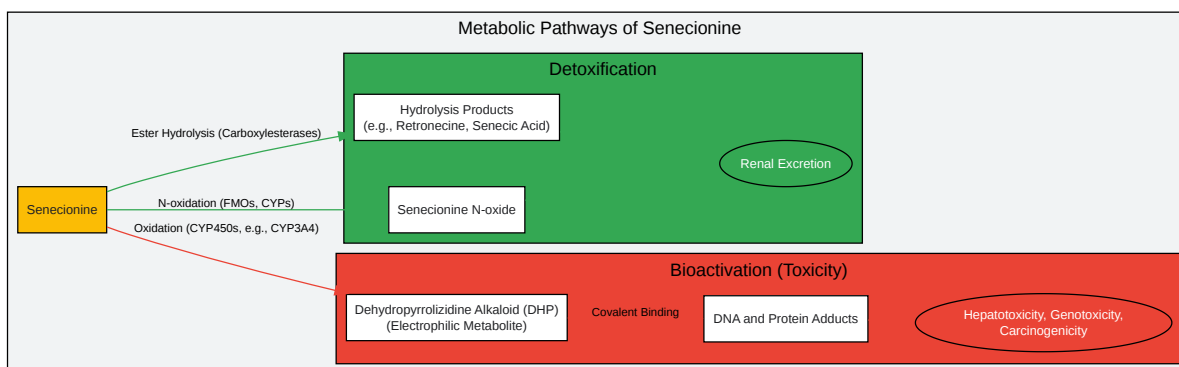 Metabolic Pathways of Senecionine
Detoxification
Hydrolysis Products
(e.g., Retronecine, Senecic Acid)
Ester Hydrolysis (Carboxylesterases)
Renal Excretion
Senecionine
N-oxidation (FMOs, CYPs)
Senecionine N-oxide
Oxidation (CYP450s, e.g., CYP3A4)
Bioactivation (Toxicity)
Dehydropyrrolizidine Alkaloid (DHP)
(Electrophilic Metabolite)
Covalent Binding
DNA and Protein Adducts
Hepatotoxicity, Genotoxicity,
Carcinogenicity